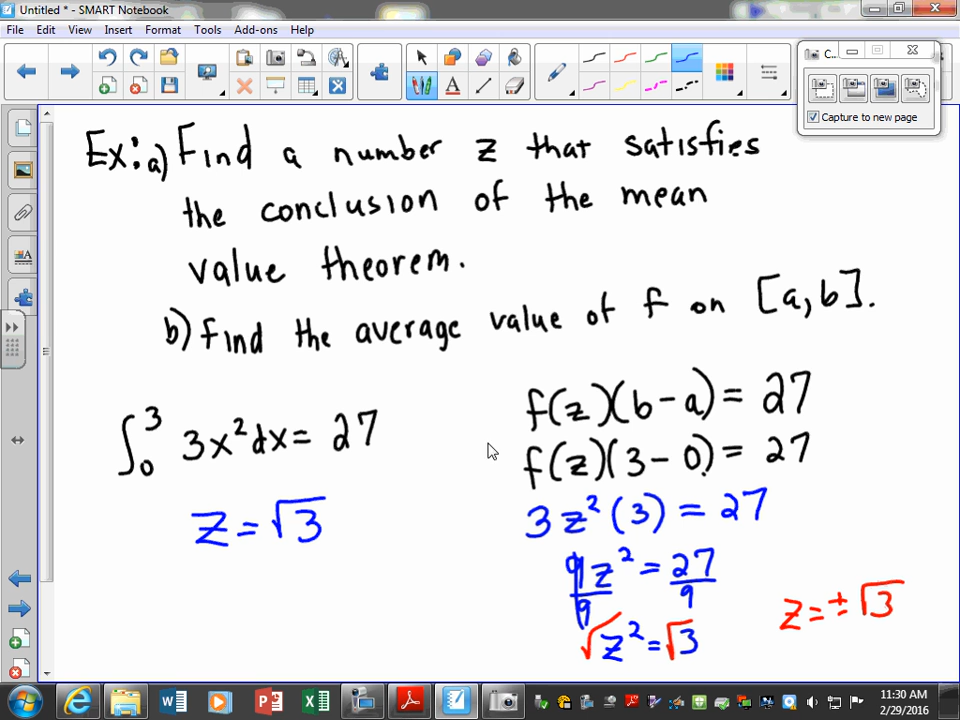 Untitled * - SMART Notebook
File Edit View Insert Format Tools Add-ons Help
C...
Capture to new page
Ex: a) Find a number z that satisfies
the conclusion of the mean
value theorem.
b) Find the average value of f on [a, b].
∫₀³ 3x² dx = 27
z = √3
f(z)(b - a) = 27
f(z)(3 - 0) = 27
3z² (3) = 27
9z² = 27
9 9
√z² = √3
z = ± √3
11:30 AM
2/29/2016